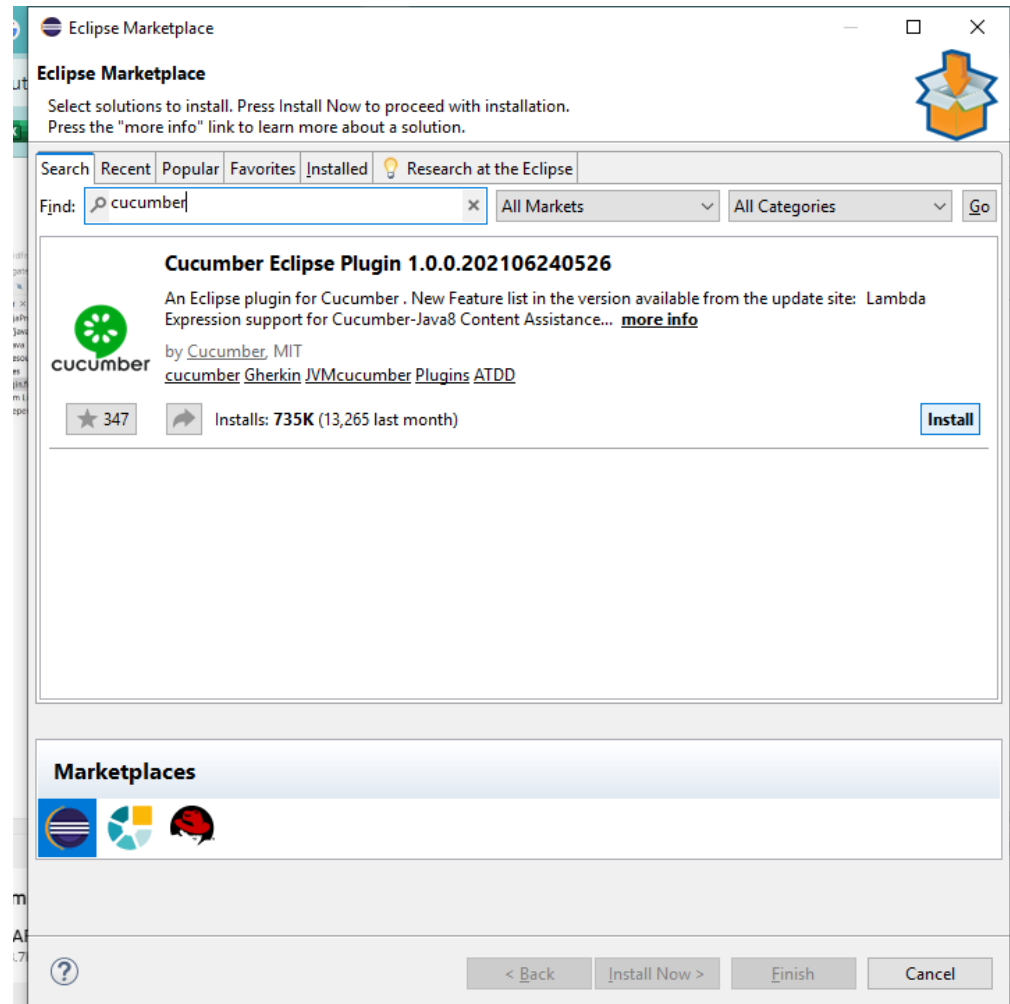 Eclipse Marketplace
Eclipse Marketplace
Select solutions to install. Press Install Now to proceed with installation.
Press the "more info" link to learn more about a solution.
Search Recent Popular Favorites Installed Research at the Eclipse
Find: cucumber All Markets All Categories Go
Cucumber Eclipse Plugin 1.0.0.202106240526
An Eclipse plugin for Cucumber . New Feature list in the version available from the update site: Lambda
Expression support for Cucumber-Java8 Content Assistance... more info
cucumber
by Cucumber, MIT
cucumber Gherkin JVMcucumber Plugins ATDD
347 Installs: 735K (13,265 last month) Install
Marketplaces
? < Back Install Now > Finish Cancel